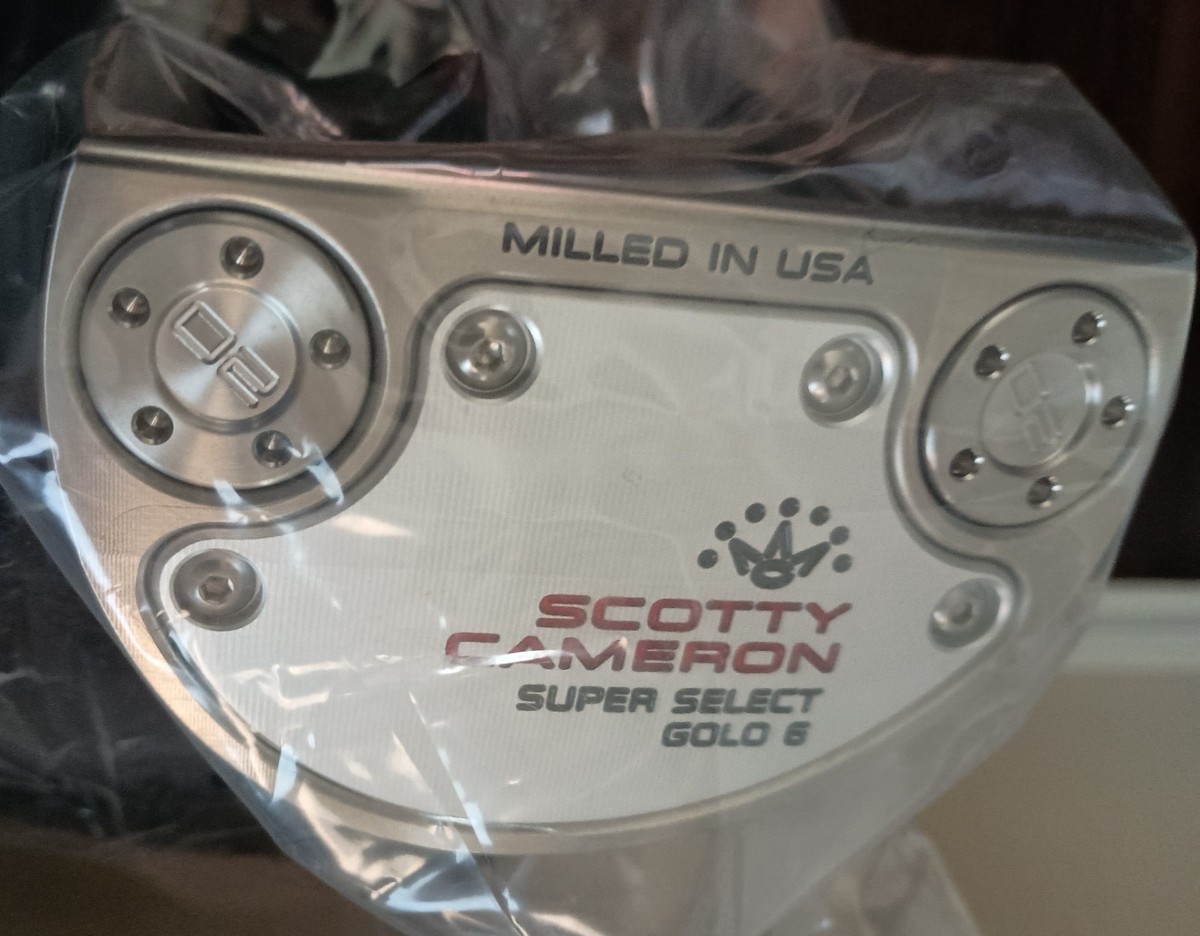 MILLED IN USA
SCOTTY
CAMERON
SUPER SELECT
GOLO 6